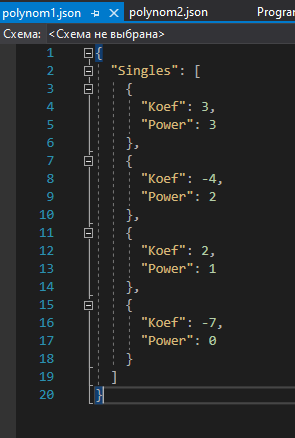 polynom1.json polynom2.json Program
Схема: <Схема не выбрана>
1 {
2 "Singles": [
3 {
4 "Koef": 3,
5 "Power": 3
6 },
7 {
8 "Koef": -4,
9 "Power": 2
10 },
11 {
12 "Koef": 2,
13 "Power": 1
14 },
15 {
16 "Koef": -7,
17 "Power": 0
18 }
19 ]
20 }